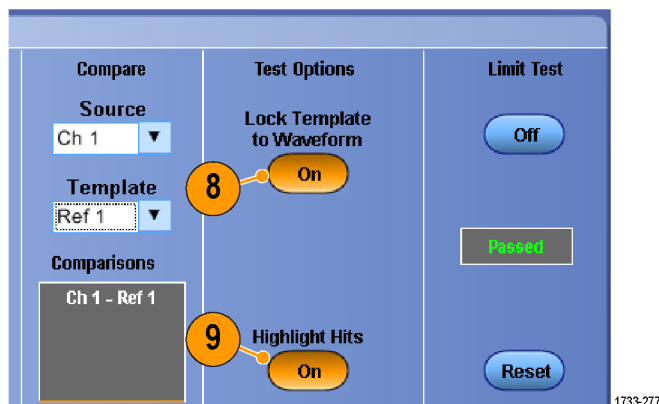 Compare
Source
Ch 1
Template
Ref 1
Comparisons
Ch 1 - Ref 1
Test Options
Lock Template
to Waveform
8
On
9
Highlight Hits
On
Limit Test
Off
Passed
Reset
1733-277